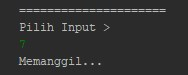 =====================
Pilih Input >
7
Memanggil...